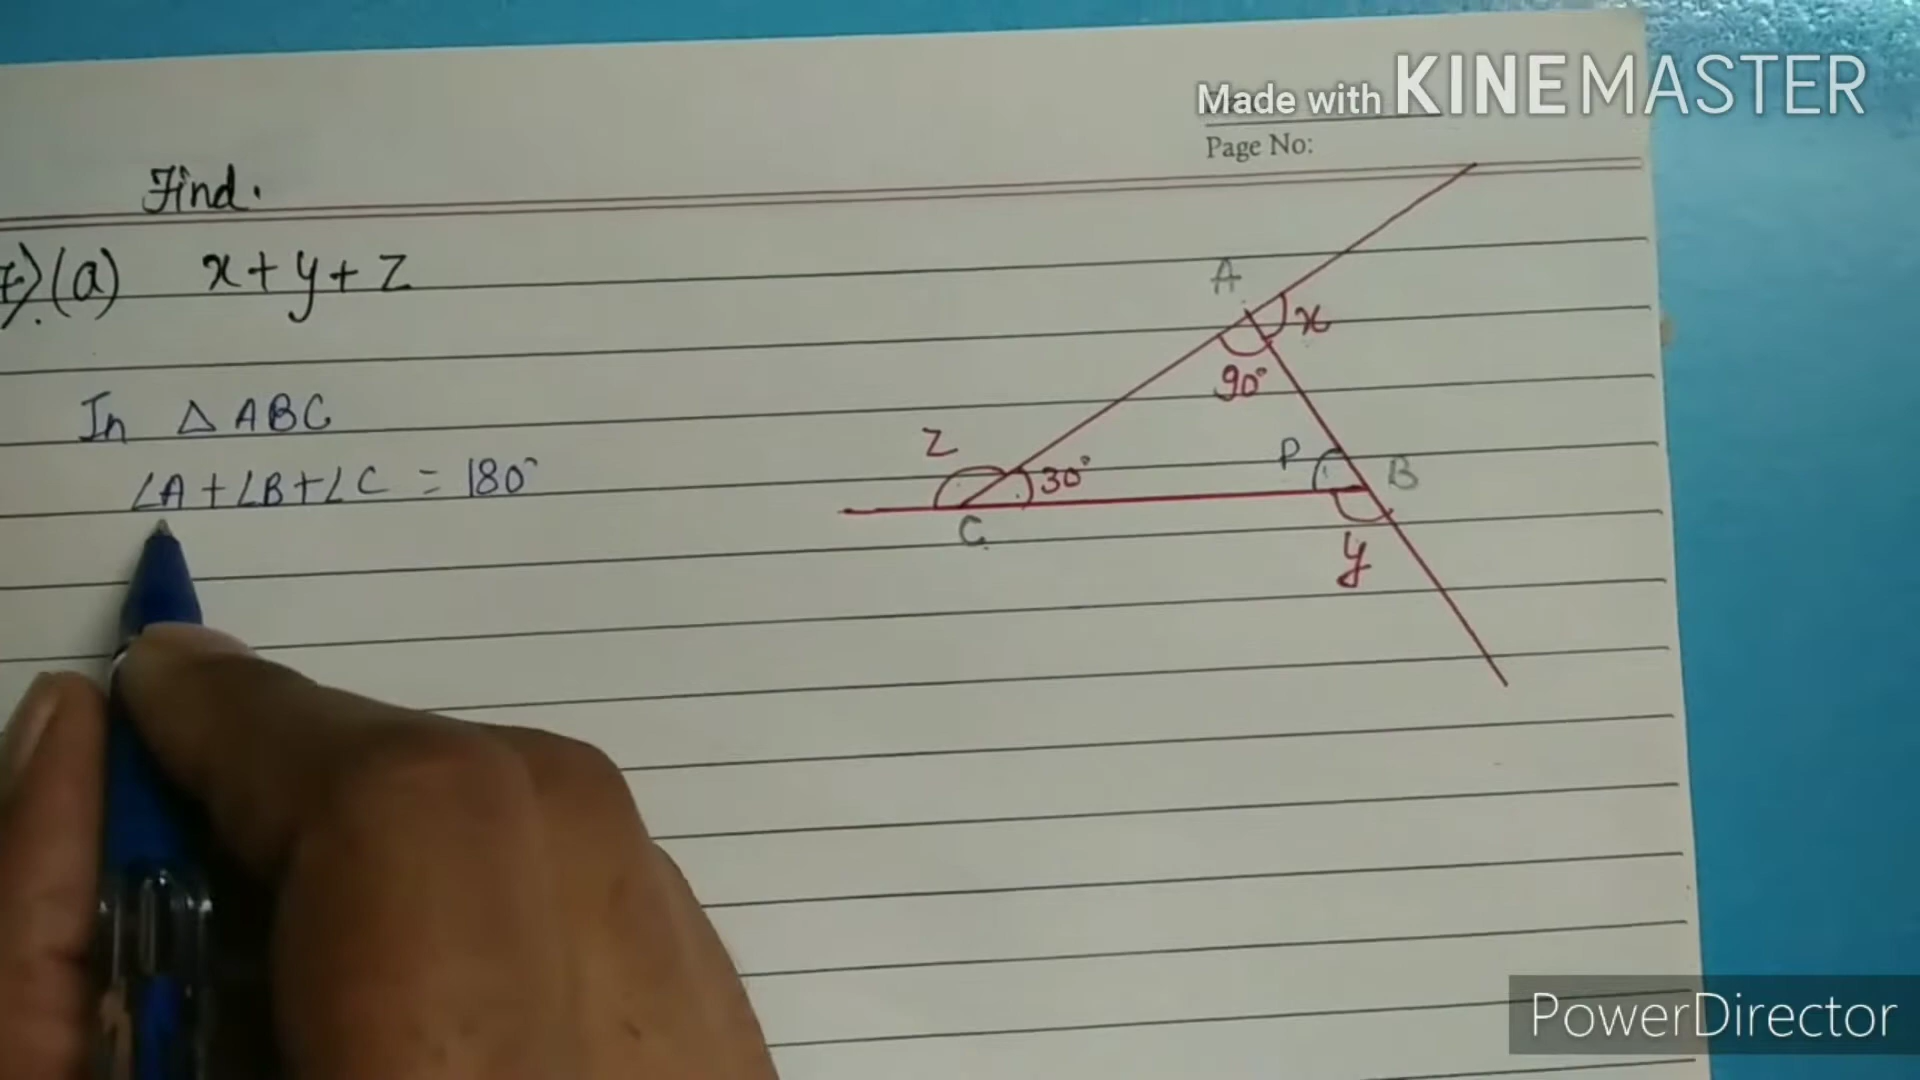 Made with KINEMASTER
Page No:
Find.
(a) x+y+z
In △ABC
∠A+∠B+∠C = 180°
A
x
90°
z
30°
P
B
C
y
PowerDirector